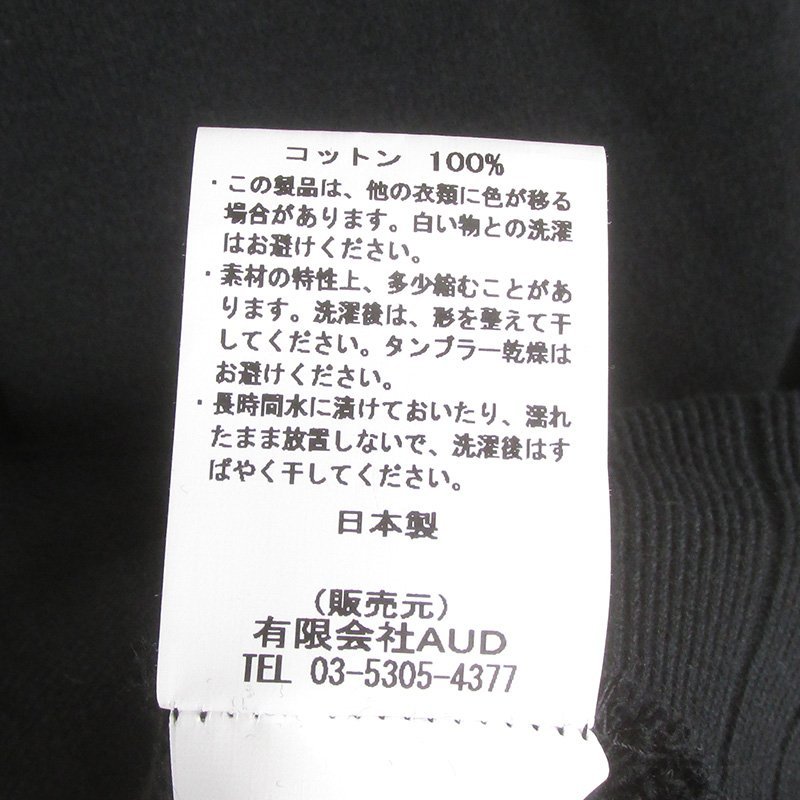 コットン 100%
・この製品は、他の衣類に色が移る
場合があります。白い物との洗濯
はお避けください。
・素材の特性上、多少縮むことがあ
ります。洗濯後は、形を整えて干
してください。タンブラー乾燥は
お避けください。
・長時間水に漬けておいたり、濡れ
たまま放置しないで、洗濯後はす
ばやく干してください。
日本製
(販売元)
有限会社AUD
TEL 03-5305-4377